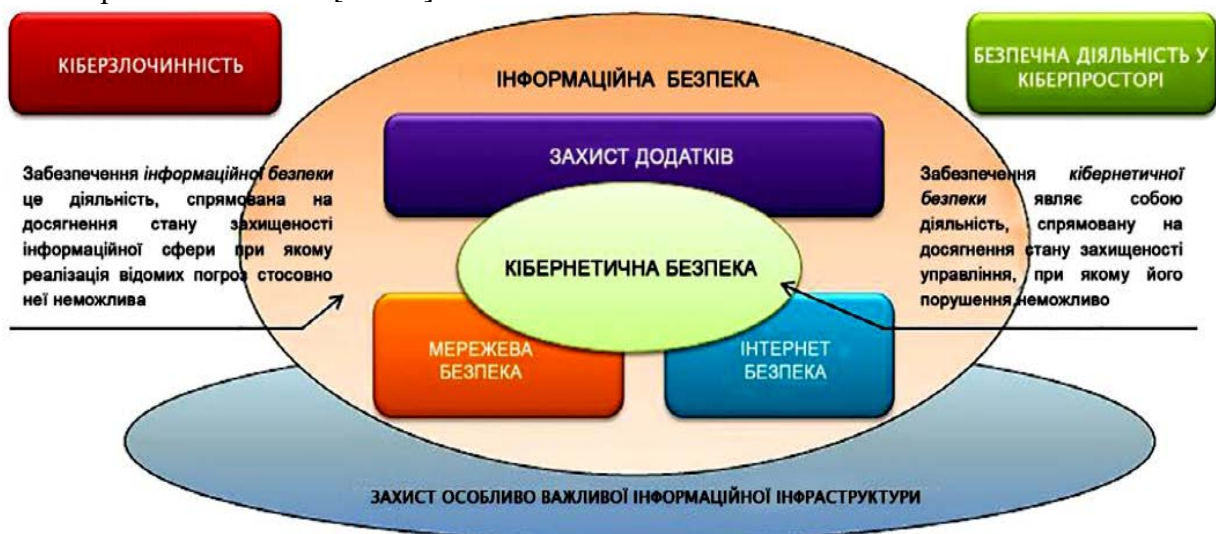 КІБЕРЗЛОЧИННІСТЬ
ІНФОРМАЦІЙНА БЕЗПЕКА
БЕЗПЕЧНА ДІЯЛЬНІСТЬ У
КІБЕРПРОСТОРІ
ЗАХИСТ ДОДАТКІВ
Забезпечення інформаційної безпеки
це діяльність, спрямована на
досягнення стану захищеності
інформаційної сфери при якому
реалізація відомих погроз стосовно
неї неможлива
КІБЕРНЕТИЧНА БЕЗПЕКА
Забезпечення кібернетичної
безпеки являє собою
діяльність, спрямовану на
досягнення стану захищеності
управління, при якому його
порушення неможливо
МЕРЕЖЕВА
БЕЗПЕКА
ІНТЕРНЕТ
БЕЗПЕКА
ЗАХИСТ ОСОБЛИВО ВАЖЛИВОЇ ІНФОРМАЦІЙНОЇ ІНФРАСТРУКТУРИ